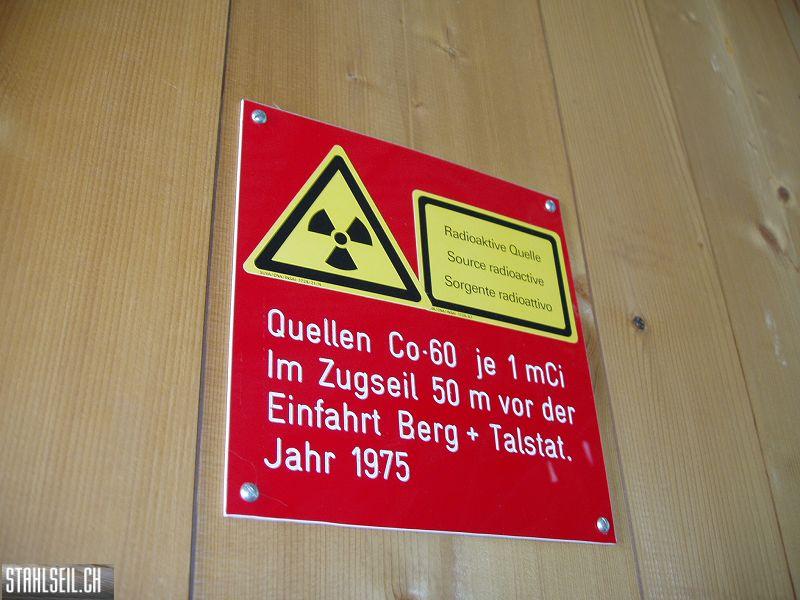 Radioaktive Quelle
Source radioactive
Sorgente radioattivo
Quellen Co-60 je 1 mCi
Im Zugseil 50 m vor der
Einfahrt Berg + Talstat.
Jahr 1975
STAHLSEIL.CH